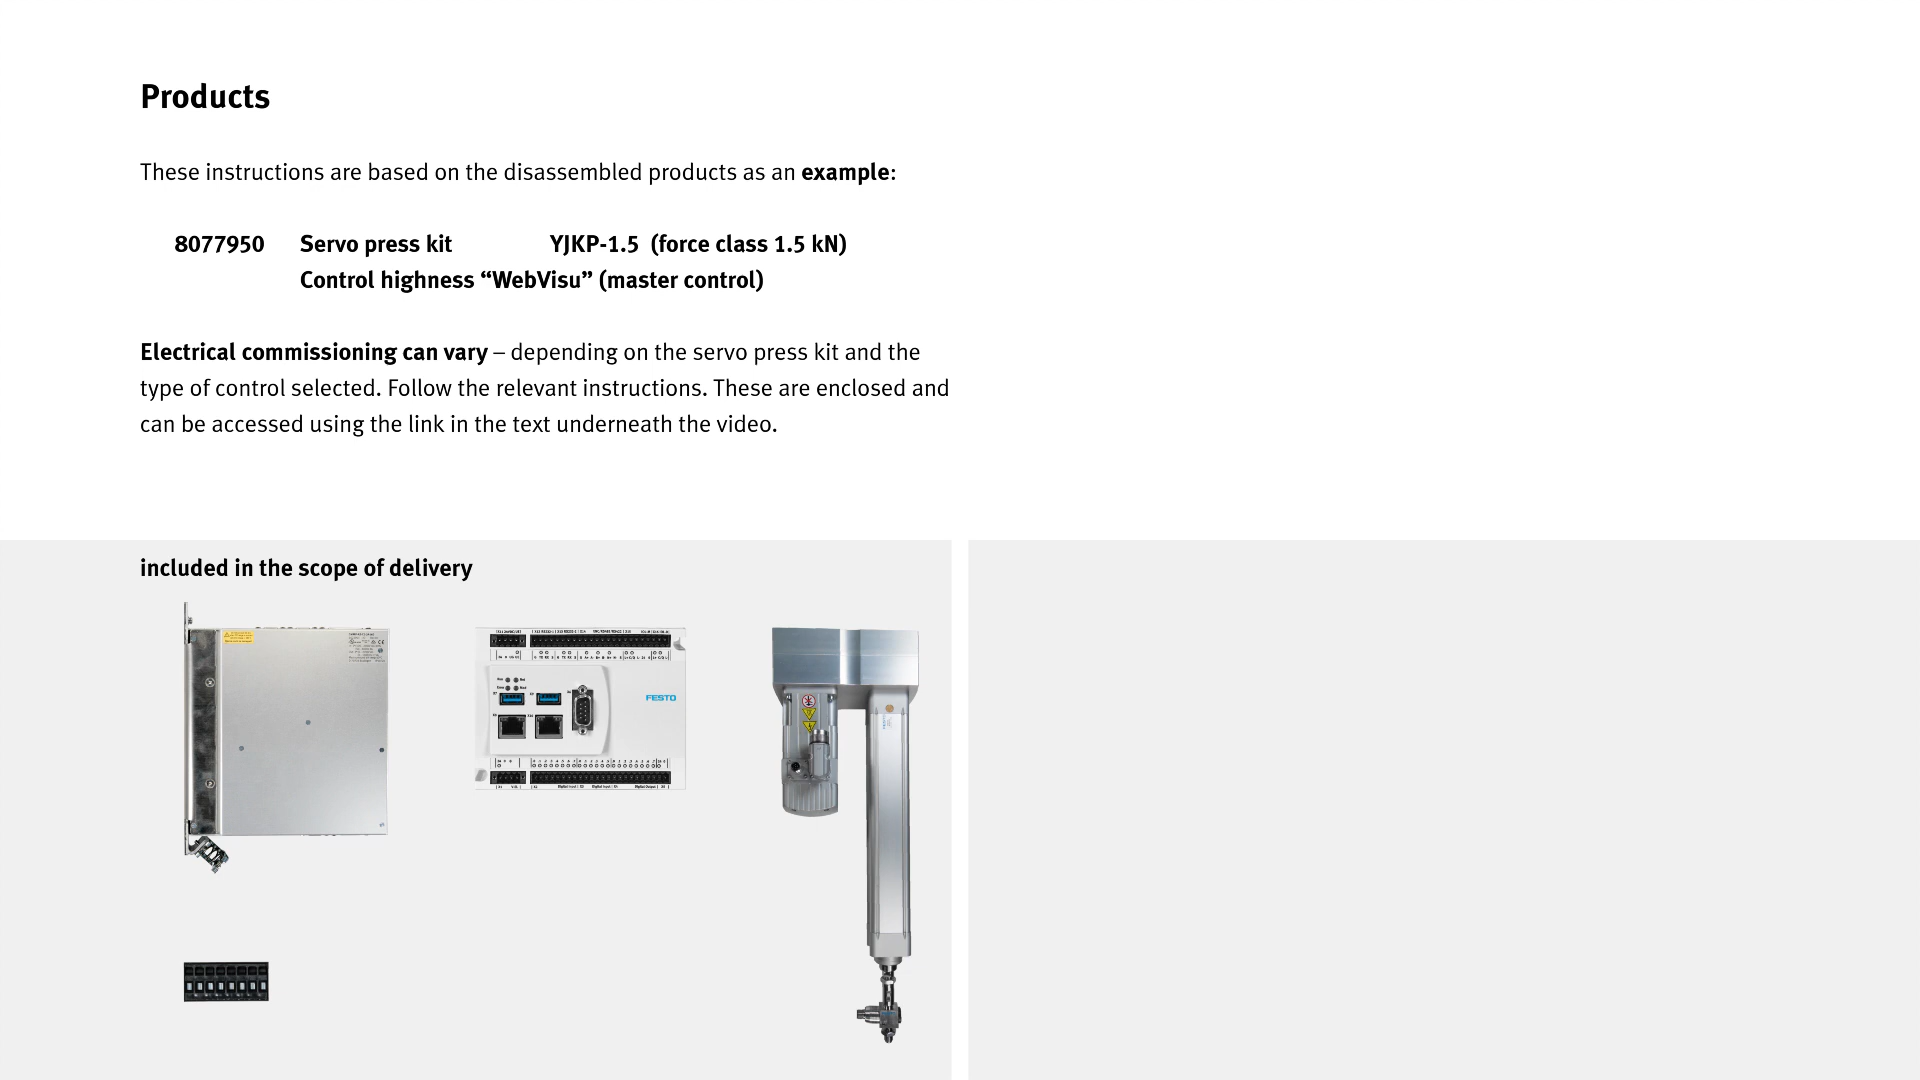 Products
These instructions are based on the disassembled products as an example:
8077950 Servo press kit YJKP-1.5 (force class 1.5 kN)
Control highness “WebVisu” (master control)
Electrical commissioning can vary – depending on the servo press kit and the
type of control selected. Follow the relevant instructions. These are enclosed and
can be accessed using the link in the text underneath the video.
included in the scope of delivery
FESTO